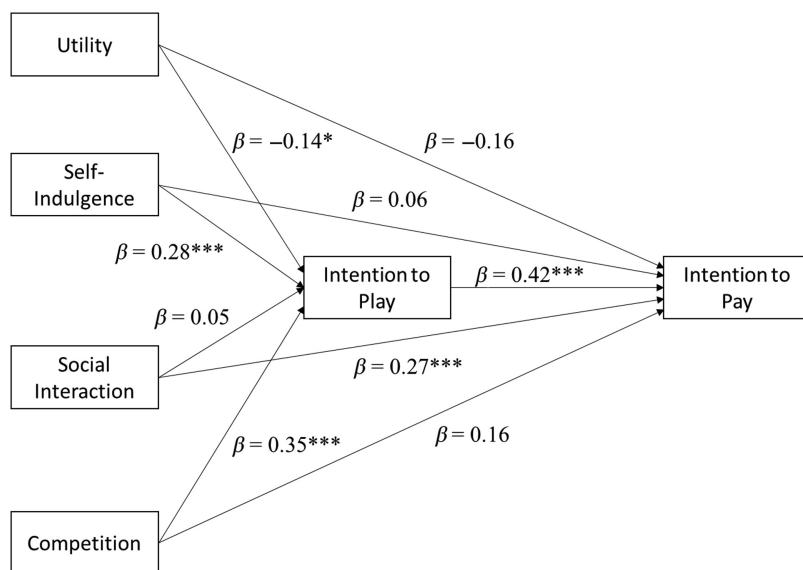 Utility
β = −0.14*
β = −0.16
Self-
Indulgence
β = 0.06
β = 0.28***
Intention to
Play
β = 0.42***
Intention to
Pay
β = 0.05
Social
Interaction
β = 0.27***
β = 0.35***
β = 0.16
Competition